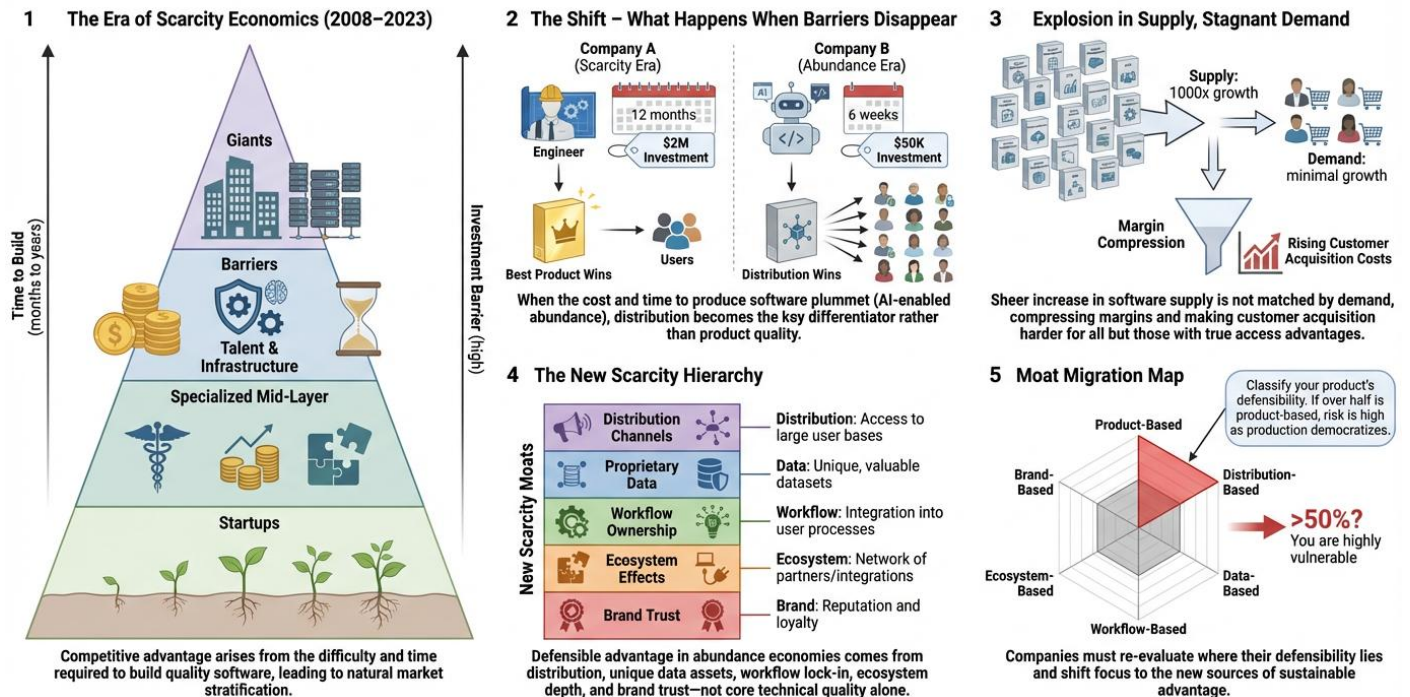 1 The Era of Scarcity Economics (2008–2023)
Time to Build
(months to years)
Investment Barrier (high)
Giants
Barriers
Talent &
Infrastructure
Specialized Mid-Layer
Startups
Competitive advantage arises from the difficulty and time
required to build quality software, leading to natural market
stratification.
2 The Shift – What Happens When Barriers Disappear
Company A
(Scarcity Era)
Engineer
12 months
$2M
Investment
Best Product Wins
Users
Company B
(Abundance Era)
AI
</>
</>
6 weeks
$50K
Investment
Distribution Wins
When the cost and time to produce software plummet (AI-enabled
abundance), distribution becomes the ksy differentiator rather
than product quality.
3 Explosion in Supply, Stagnant Demand
Supply:
1000x growth
Demand:
minimal growth
Margin
Compression
Rising Customer
Acquisition Costs
Sheer increase in software supply is not matched by demand,
compressing margins and making customer acquisition
harder for all but those with true access advantages.
4 The New Scarcity Hierarchy
New Scarcity Moats
Distribution
Channels
Distribution: Access to
large user bases
Proprietary
Data
Data: Unique, valuable
datasets
Workflow
Ownership
Workflow: Integration into
user processes
Ecosystem
Effects
Ecosystem: Network of
partners/integrations
Brand Trust
Brand: Reputation and
loyalty
Defensible advantage in abundance economies comes from
distribution, unique data assets, workflow lock-in, ecosystem
depth, and brand trust—not core technical quality alone.
5 Moat Migration Map
Classify your product's
defensibility. If over half is
product-based, risk is high
as production democratizes.
Product-Based
Brand-
Based
Distribution-
Based
>50%?
You are highly
vulnerable
Ecosystem-
Based
Data-
Based
Workflow-Based
Companies must re-evaluate where their defensibility lies
and shift focus to the new sources of sustainable
advantage.